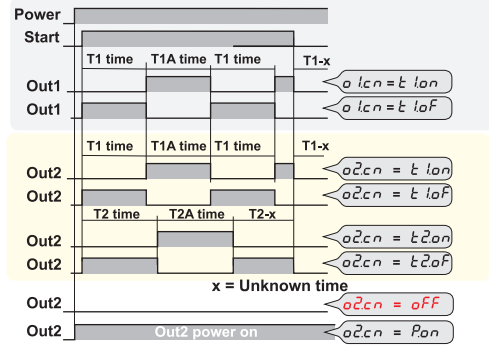 Power
Start
T1 time T1A time T1 time T1-x
Out1 o1.cn = t1.on
Out1 o1.cn = t1.oF
T1 time T1A time T1 time T1-x
Out2 o2.cn = t1.on
Out2 o2.cn = t1.oF
T2 time T2A time T2-x
Out2 o2.cn = t2.on
Out2 o2.cn = t2.oF
x = Unknown time
Out2 o2.cn = oFF
Out2 Out2 power on o2.cn = P.on